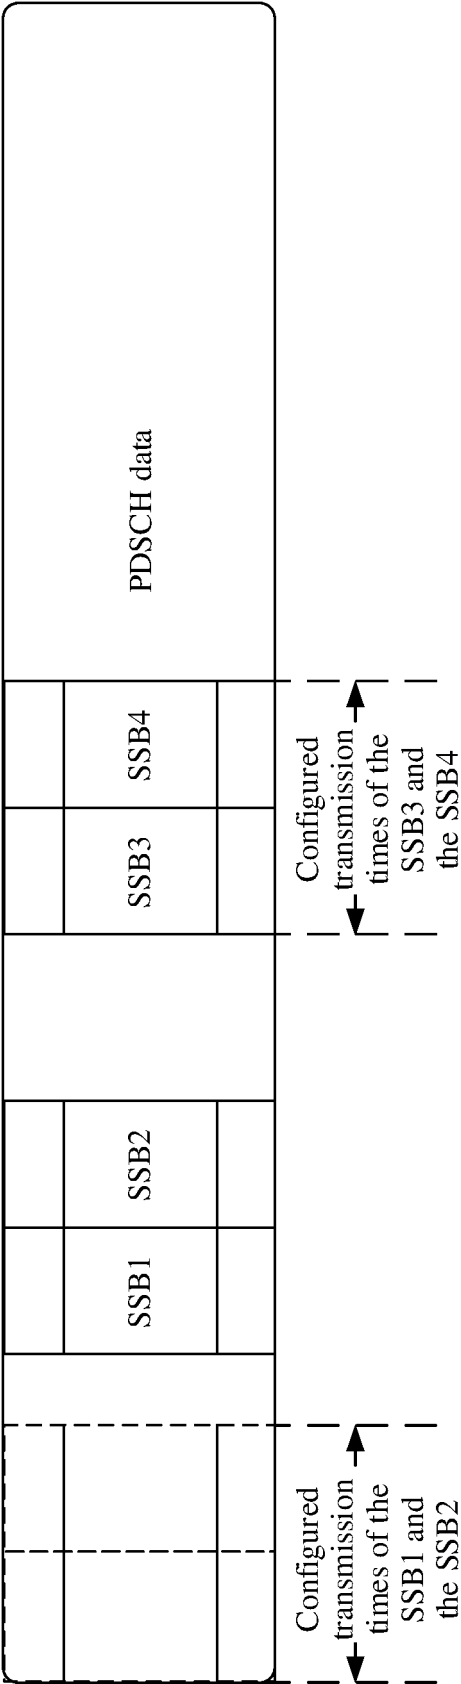 SSB1
SSB2
SSB3
SSB4
PDSCH data
Configured
transmission
times of the
SSB1 and
the SSB2
Configured
transmission
times of the
SSB3 and
the SSB4